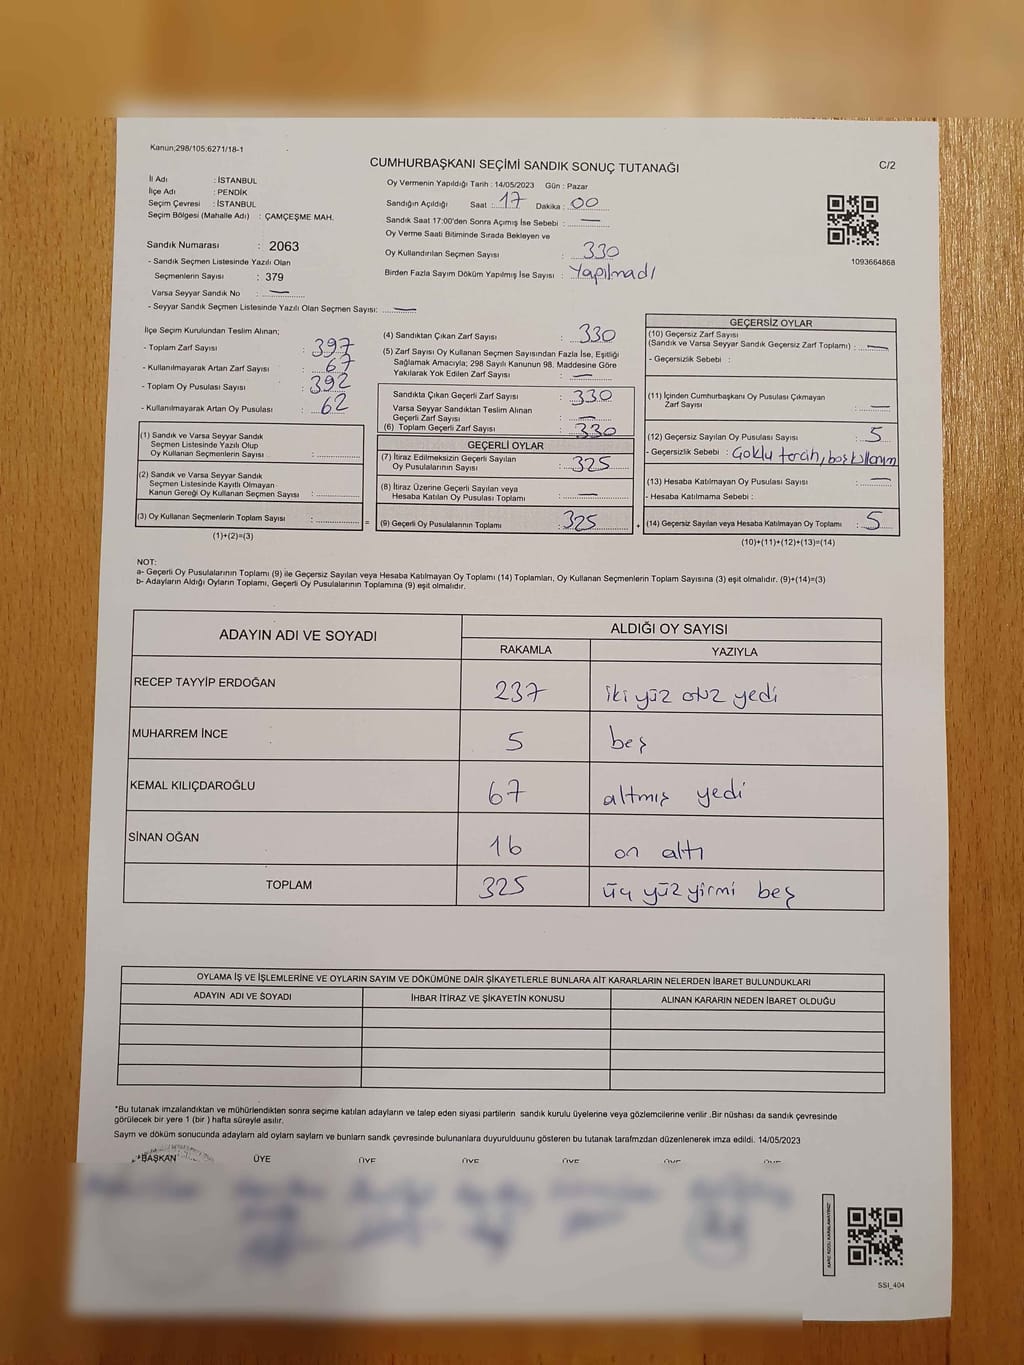 Kanun;298/105;6271/18-1
CUMHURBAŞKANI SEÇİMİ SANDIK SONUÇ TUTANAĞI
C/2
İl Adı : İSTANBUL
İlçe Adı : PENDİK
Seçim Çevresi : İSTANBUL
Seçim Bölgesi (Mahalle Adı) : ÇAMÇEŞME MAH.
Sandık Numarası : 2063
- Sandık Seçmen Listesinde Yazılı Olan
Seçmenlerin Sayısı : 379
Varsa Seyyar Sandık No : —
- Seyyar Sandık Seçmen Listesinde Yazılı Olan Seçmen Sayısı: —
Oy Vermenin Yapıldığı Tarih : 14/05/2023 Gün : Pazar
Sandığın Açıldığı Saat : 17 Dakika : 00
Sandık Saat 17:00'den Sonra Açımış İse Sebebi : —
Oy Verme Saati Bitiminde Sırada Bekleyen ve
Oy Kullandırılan Seçmen Sayısı : 330
Birden Fazla Sayım Döküm Yapılmış İse Sayısı : Yapılmadı
1093664868
İlçe Seçim Kurulundan Teslim Alınan;
- Toplam Zarf Sayısı : 397
- Kullanılmayarak Artan Zarf Sayısı : 67
- Toplam Oy Pusulası Sayısı : 392
- Kullanılmayarak Artan Oy Pusulası : 62
(1) Sandık ve Varsa Seyyar Sandık
Seçmen Listesinde Yazılı Olup
Oy Kullanan Seçmenlerin Sayısı :
(2) Sandık ve Varsa Seyyar Sandık
Seçmen Listesinde Kayıtlı Olmayan
Kanun Gereği Oy Kullanan Seçmen Sayısı :
(3) Oy Kullanan Seçmenlerin Toplam Sayısı : =
(1)+(2)=(3)
(4) Sandıktan Çıkan Zarf Sayısı : 330
(5) Zarf Sayısı Oy Kullanan Seçmen Sayısından Fazla İse, Eşitliği
Sağlamak Amacıyla; 298 Sayılı Kanunun 98. Maddesine Göre
Yakılarak Yok Edilen Zarf Sayısı : —
Sandıkta Çıkan Geçerli Zarf Sayısı : 330
Varsa Seyyar Sandıktan Teslim Alınan
Geçerli Zarf Sayısı : —
(6) Toplam Geçerli Zarf Sayısı : 330
GEÇERLİ OYLAR
(7) İtiraz Edilmeksizin Geçerli Sayılan
Oy Pusulalarının Sayısı : 325
(8) İtiraz Üzerine Geçerli Sayılan veya
Hesaba Katılan Oy Pusulası Toplamı : —
(9) Geçerli Oy Pusulalarının Toplamı : 325 +
GEÇERSİZ OYLAR
(10) Geçersiz Zarf Sayısı
(Sandık ve Varsa Seyyar Sandık Geçersiz Zarf Toplamı) : —
- Geçersizlik Sebebi :
(11) İçinden Cumhurbaşkanı Oy Pusulası Çıkmayan
Zarf Sayısı : —
(12) Geçersiz Sayılan Oy Pusulası Sayısı : 5
- Geçersizlik Sebebi : Çoklu tercih, boş kullanım
(13) Hesaba Katılmayan Oy Pusulası Sayısı : —
- Hesaba Katılmama Sebebi :
(14) Geçersiz Sayılan veya Hesaba Katılmayan Oy Toplamı : 5
(10)+(11)+(12)+(13)=(14)
NOT:
a- Geçerli Oy Pusulalarının Toplamı (9) ile Geçersiz Sayılan veya Hesaba Katılmayan Oy Toplamı (14) Toplamları, Oy Kullanan Seçmenlerin Toplam Sayısına (3) eşit olmalıdır. (9)+(14)=(3)
b- Adayların Aldığı Oyların Toplamı, Geçerli Oy Pusulalarının Toplamına (9) eşit olmalıdır.
ADAYIN ADI VE SOYADI
ALDIĞI OY SAYISI
RAKAMLA YAZIYLA
RECEP TAYYİP ERDOĞAN 237 iki yüz otuz yedi
MUHARREM İNCE 5 beş
KEMAL KILIÇDAROĞLU 67 altmış yedi
SİNAN OĞAN 16 on altı
TOPLAM 325 üç yüz yirmi beş
OYLAMA İŞ VE İŞLEMLERİNE VE OYLARIN SAYIM VE DÖKÜMÜNE DAİR ŞİKAYETLERLE BUNLARA AİT KARARLARIN NELERDEN İBARET BULUNDUKLARI
ADAYIN ADI VE SOYADI İHBAR İTİRAZ VE ŞİKAYETİN KONUSU ALINAN KARARIN NEDEN İBARET OLDUĞU
*Bu tutanak imzalandıktan ve mühürlendikten sonra seçime katılan adayların ve talep eden siyasi partilerin sandık kurulu üyelerine veya gözlemcilerine verilir .Bir nüshası da sandık çevresinde
görülecek bir yere 1 (bir ) hafta süreyle asılır.
Sayım ve döküm sonucunda adayların ald oyların sayların ve bunların sandk çevresinde bulunanlara duyurulduunu gösteren bu tutanak tarafmzdan düzenlenerek imza edildi. 14/05/2023
BAŞKAN ÜYE ÜYE ÜYE ÜYE ÜYE ÜYE
KARE KODU KARALAMAYINIZ
SSI_404